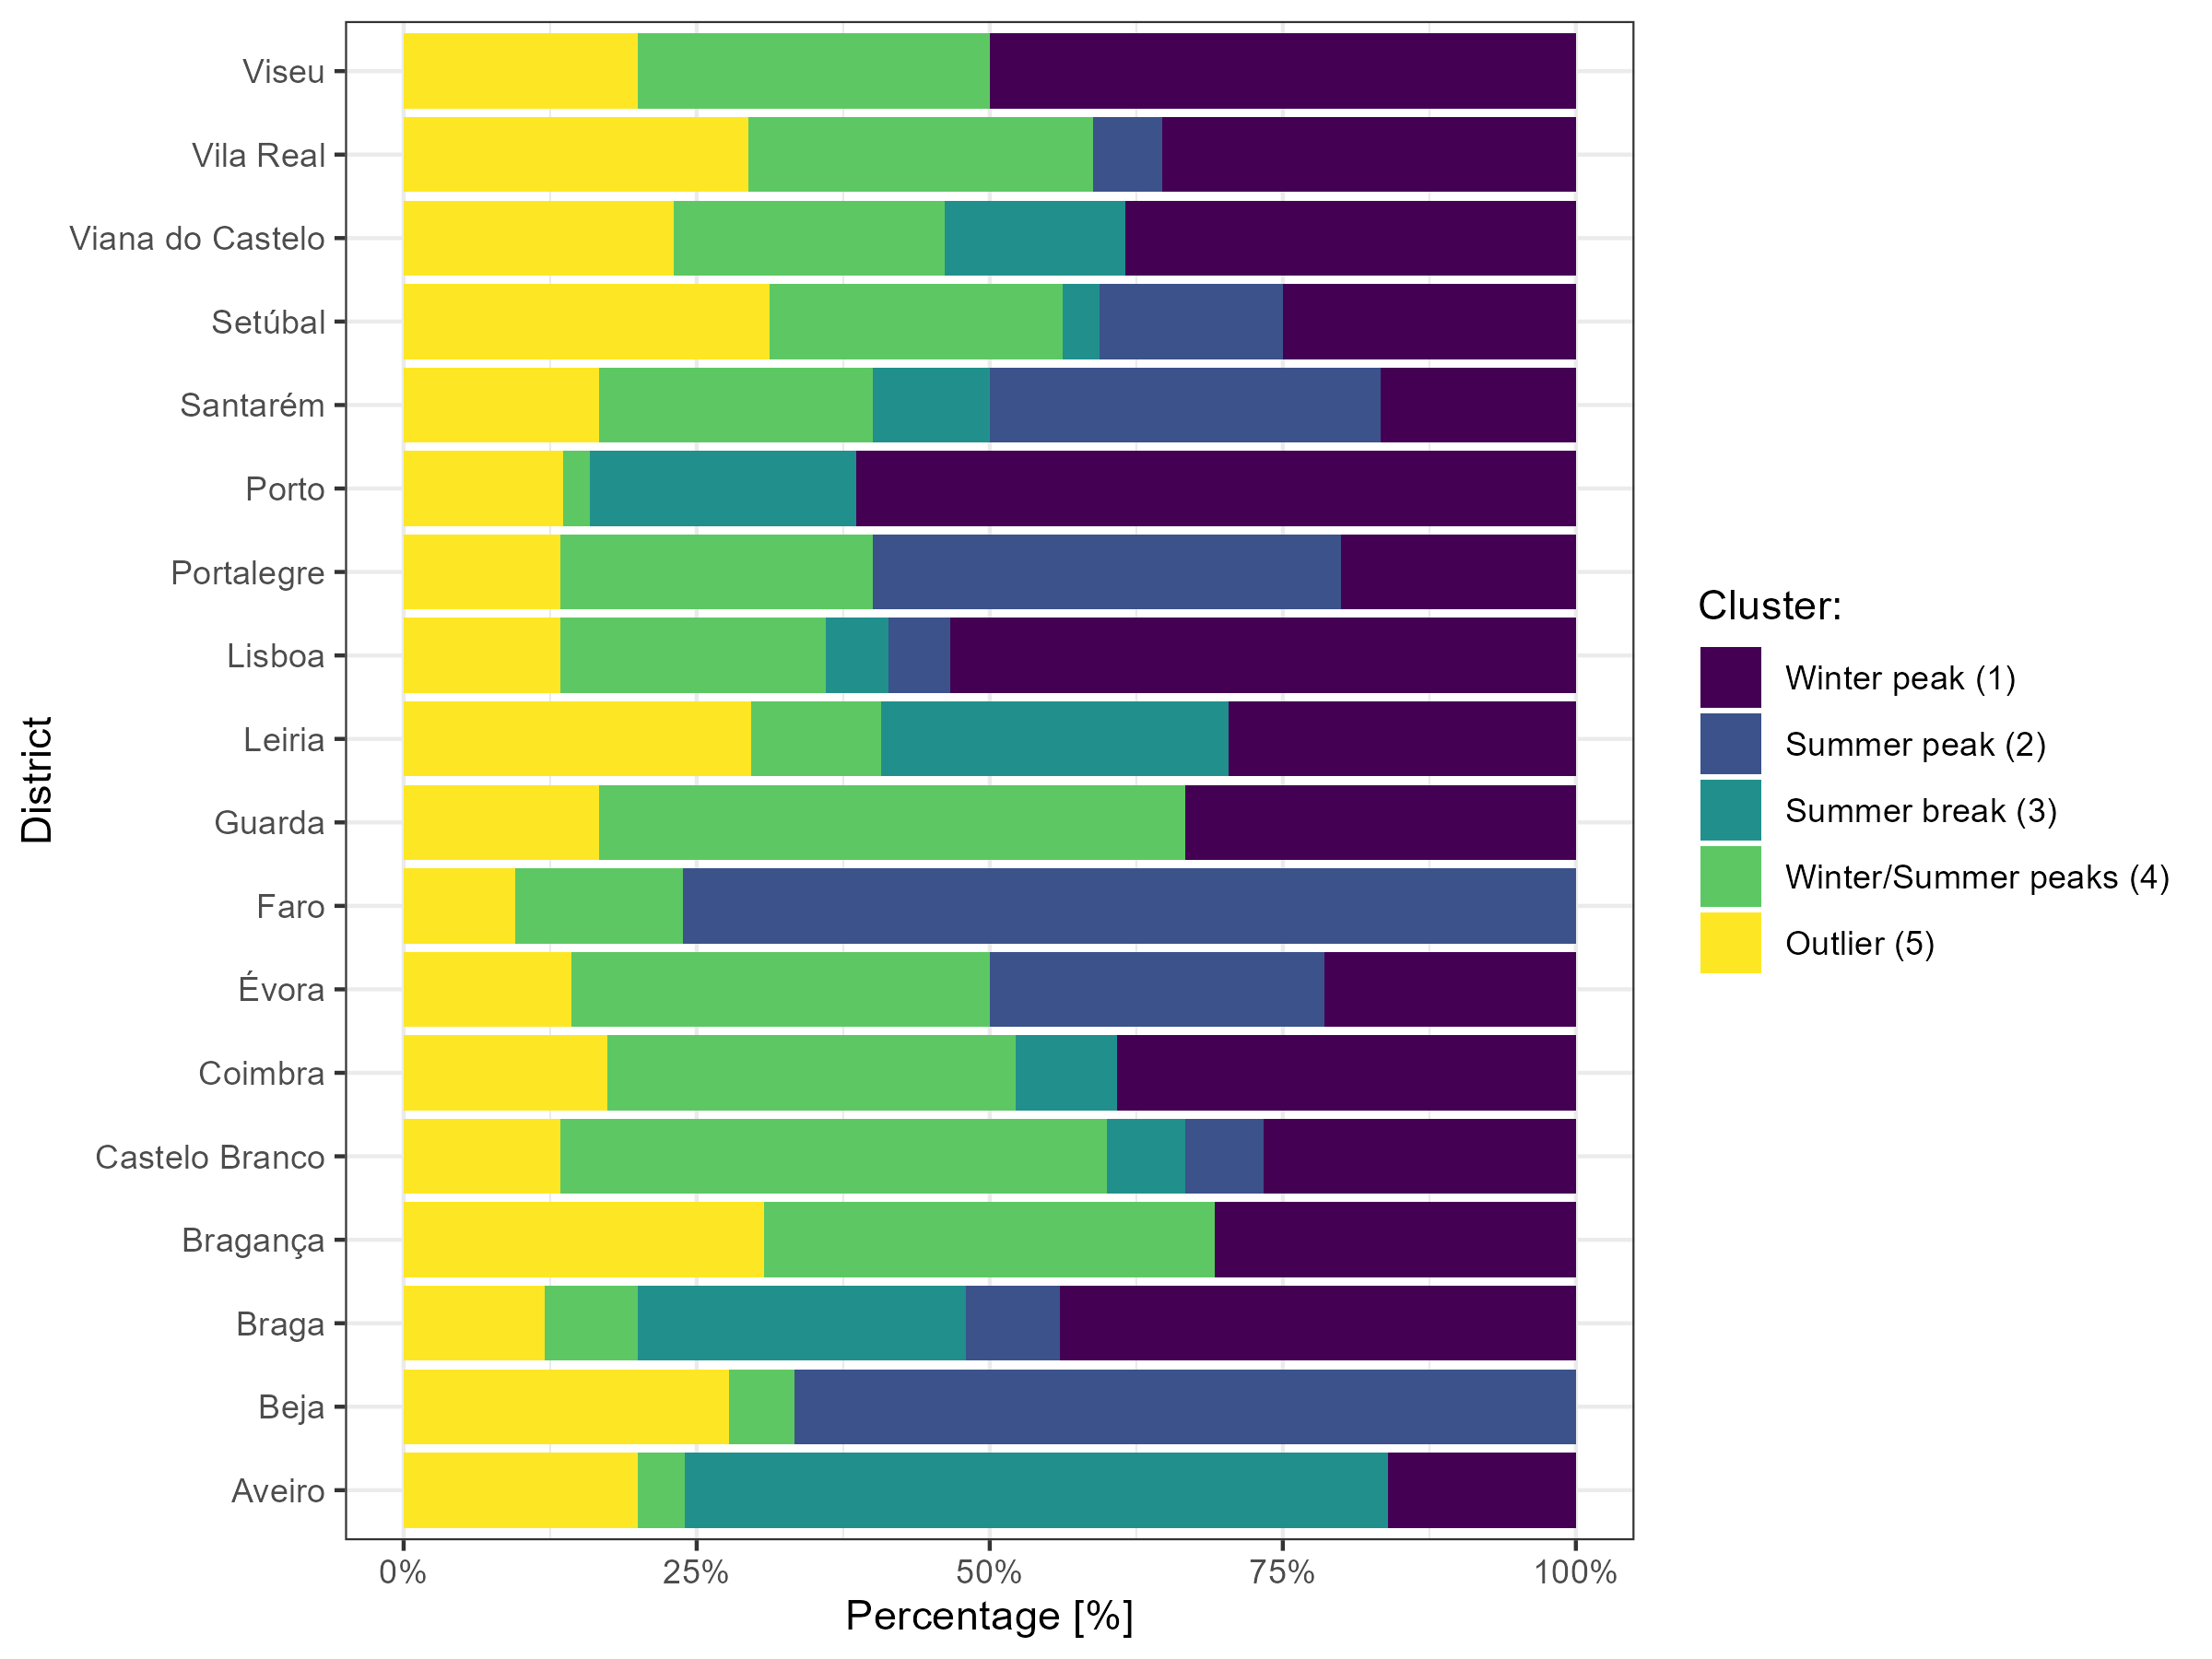 Viseu
Vila Real
Viana do Castelo
Setúbal
Santarém
Porto
Portalegre
Lisboa
Leiria
Guarda
Faro
Évora
Coimbra
Castelo Branco
Bragança
Braga
Beja
Aveiro
District
0% 25% 50% 75% 100%
Percentage [%]
Cluster:
Winter peak (1)
Summer peak (2)
Summer break (3)
Winter/Summer peaks (4)
Outlier (5)